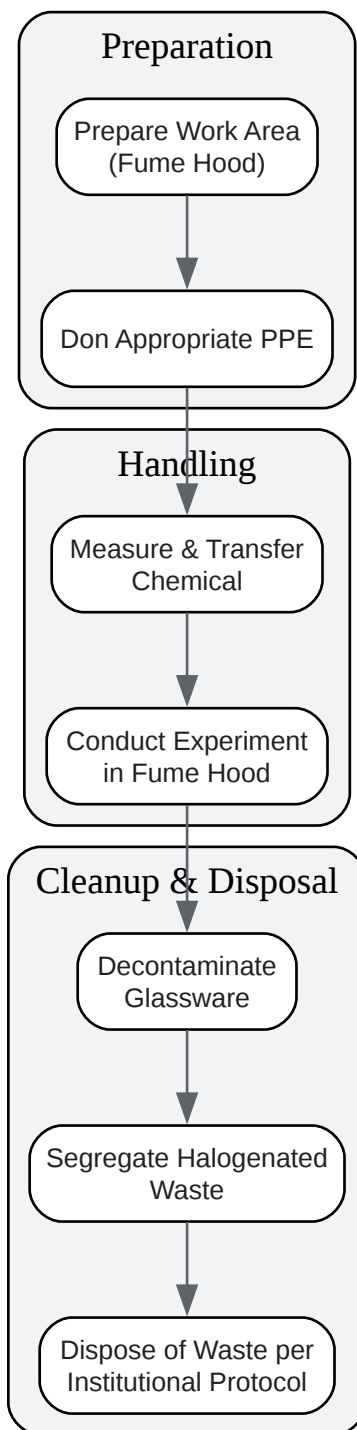 Preparation
Prepare Work Area
(Fume Hood)
Don Appropriate PPE
Handling
Measure & Transfer
Chemical
Conduct Experiment
in Fume Hood
Cleanup & Disposal
Decontaminate
Glassware
Segregate Halogenated
Waste
Dispose of Waste per
Institutional Protocol